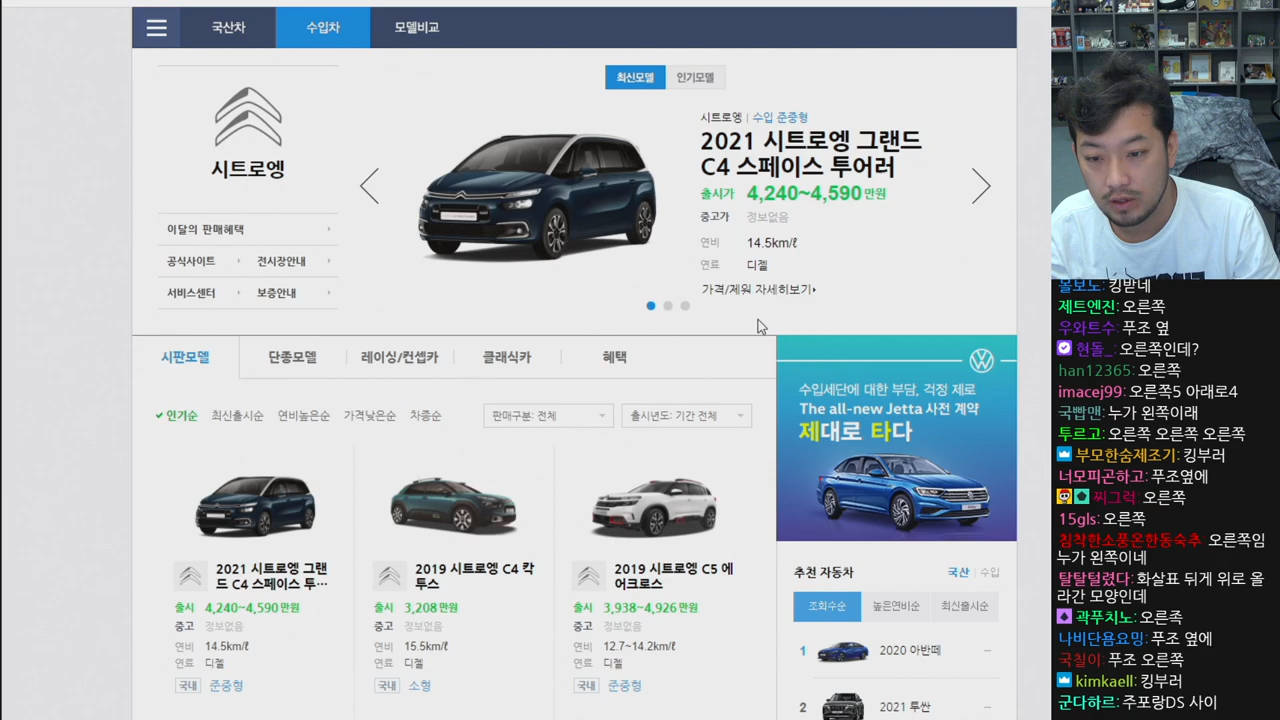 국산차
수입차
모델비교
시트로엥
이달의 판매혜택
공식사이트
전시장안내
서비스센터
보증안내
최신모델
인기모델
시트로엥 | 수입 준중형
2021 시트로엥 그랜드
C4 스페이스 투어러
출시가 4,240~4,590만원
중고가 정보없음
연비 14.5km/ℓ
연료 디젤
가격/제원 자세히보기
시판모델
단종모델
레이싱/컨셉카
클래식카
혜택
인기순
최신출시순
연비높은순
가격낮은순
차종순
판매구분: 전체
출시년도: 기간 전체
2021 시트로엥 그랜
드 C4 스페이스 투…
출시 4,240~4,590만원
중고 정보없음
연비 14.5km/ℓ
연료 디젤
국내 준중형
2019 시트로엥 C4 칵
투스
출시 3,208만원
중고 정보없음
연비 15.5km/ℓ
연료 디젤
국내 소형
2019 시트로엥 C5 에
어크로스
출시 3,938~4,926만원
중고 정보없음
연비 12.7~14.2km/ℓ
연료 디젤
국내 준중형
수입세단에 대한 부담, 걱정 제로
The all-new Jetta 사전 계약
제대로 타다
추천 자동차
국산 | 수입
조회수순
높은연비순
최신출시순
1 2020 아반떼
2 2021 투싼
몰보도: 킹받네
제트엔진: 오른쪽
우와트수: 푸조 옆
현돌_: 오른쪽인데?
han12365: 오른쪽
imacej99: 오른쪽5 아래로4
국빱맨: 누가 왼쪽이래
투르고: 오른쪽 오른쪽 오른쪽
부모한숨제조기: 킹부러
너모피곤하고: 푸조옆에
찌그럭: 오른쪽
15gls: 오른쪽
침착한소풍온한동숙추 오른쪽임
누가 왼쪽이네
탈탈털렸다: 화살표 뒤게 위로 올
라간 모양인데
곽푸치노: 오른족
나비단욤요밍: 푸조 옆에
국칠이: 푸조 오른쪽
kimkaell: 킹부러
군다하르: 주포랑DS 사이